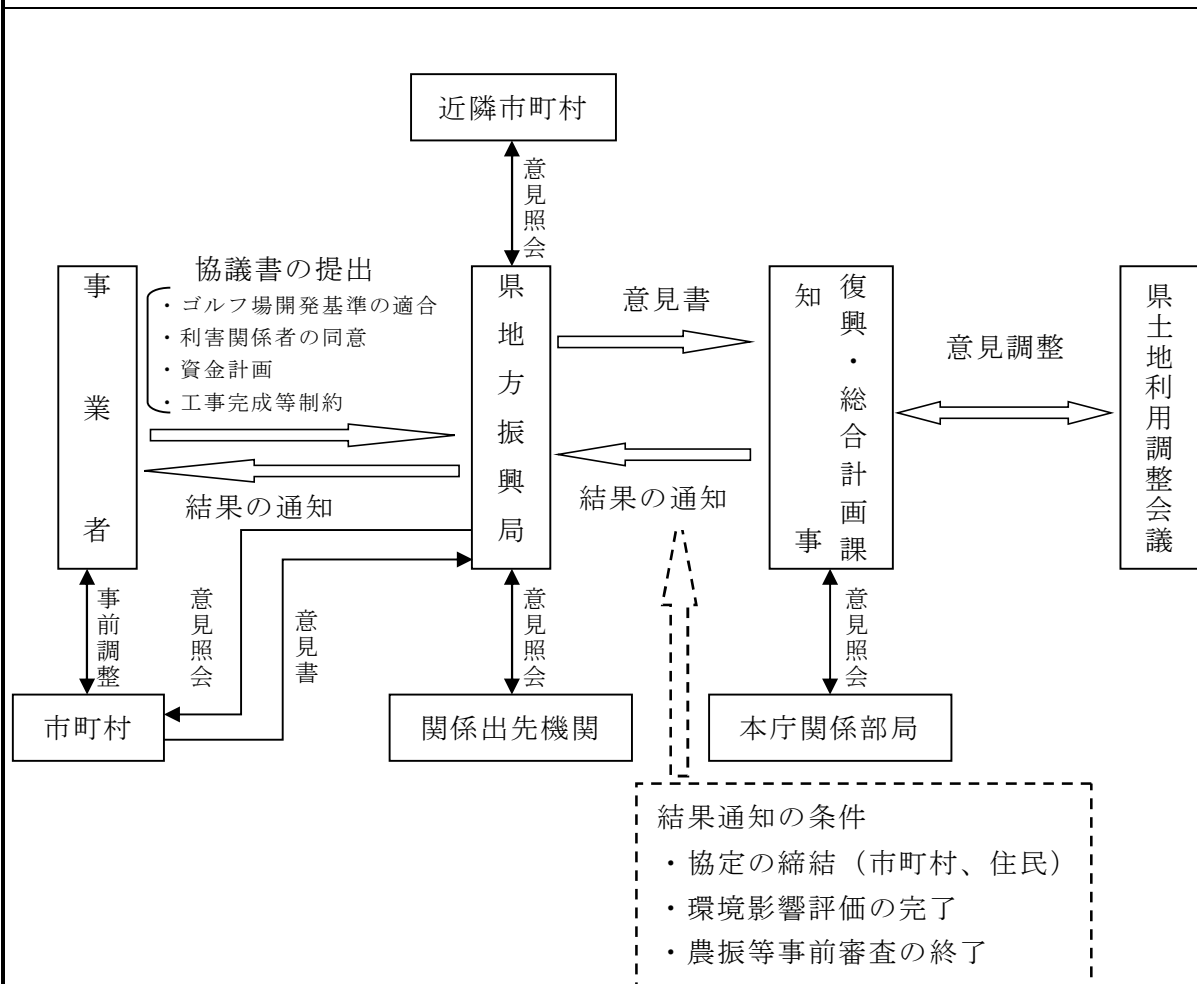 近隣市町村
意見照会
事業者
協議書の提出
・ゴルフ場開発基準の適合
・利害関係者の同意
・資金計画
・工事完成等制約
結果の通知
県地方振興局
意見書
結果の通知
知事
復興・総合計画課
意見調整
県土地利用調整会議
事前調整
意見照会
意見書
意見照会
意見照会
市町村
関係出先機関
本庁関係部局
結果通知の条件
・協定の締結（市町村、住民）
・環境影響評価の完了
・農振等事前審査の終了